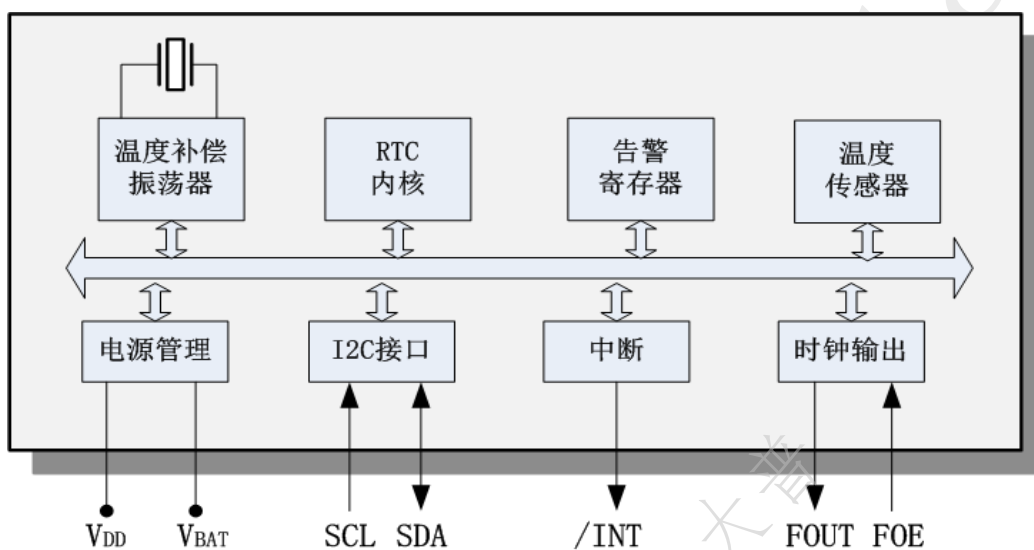 温度补偿
振荡器
RTC
内核
告警
寄存器
温度
传感器
电源管理
I2C接口
中断
时钟输出
VDD
VBAT
SCL
SDA
/INT
FOUT
FOE
大普